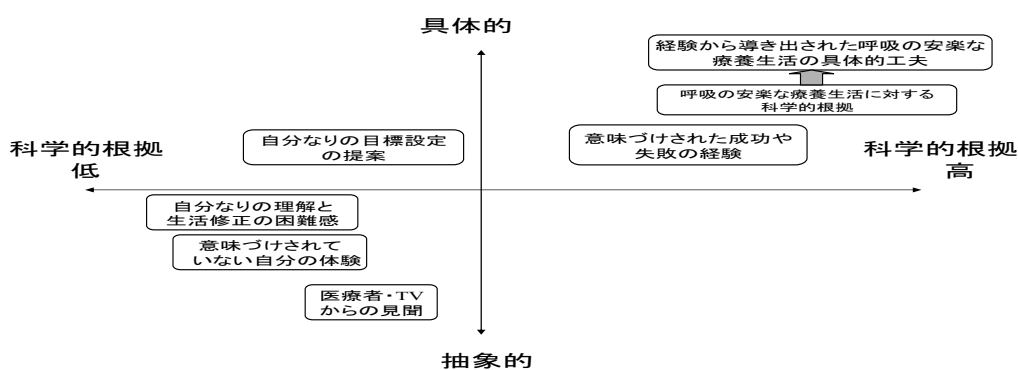 具体的
経験から導き出された呼吸の安楽な
療養生活の具体的工夫
呼吸の安楽な療養生活に対する
科学的根拠
自分なりの目標設定
の提案
意味づけされた成功や
失敗の経験
科学的根拠
低
科学的根拠
高
自分なりの理解と
生活修正の困難感
意味づけされて
いない自分の体験
医療者・TV
からの見聞
抽象的